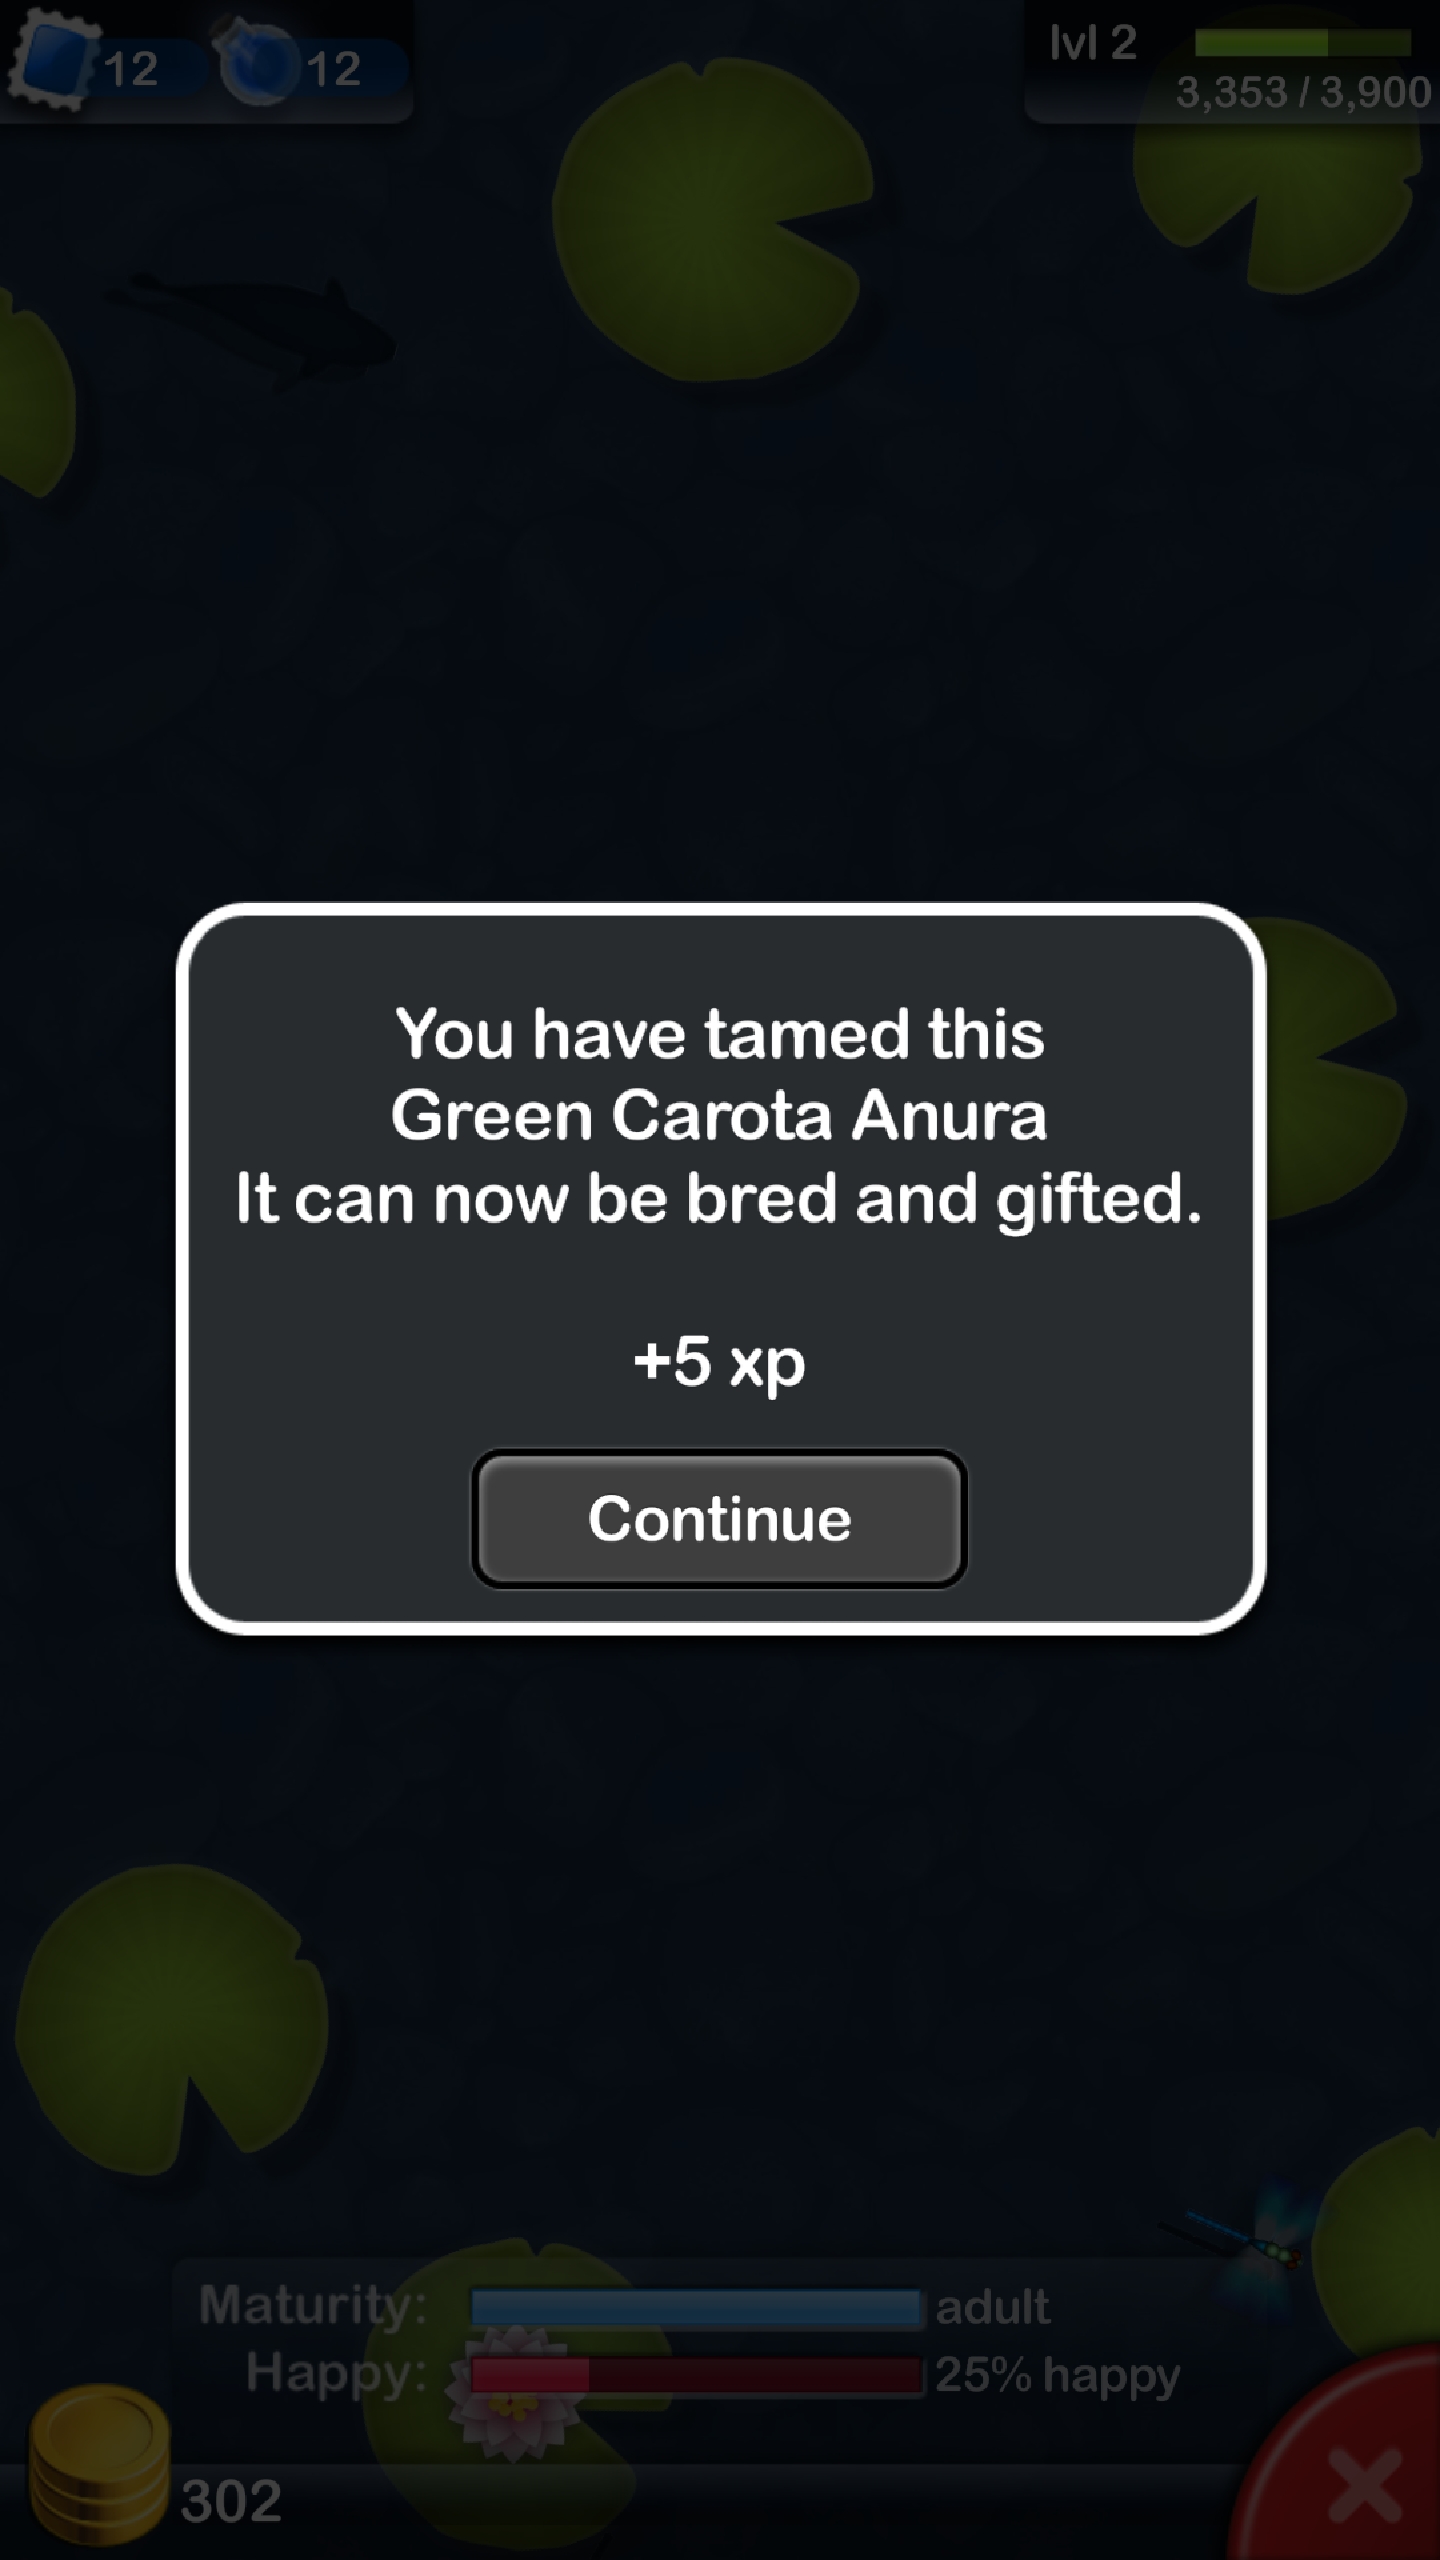 12
12
lvl 2
3,353 / 3,900
You have tamed this
Green Carota Anura
It can now be bred and gifted.
+5 xp
Continue
Maturity: adult
Happy: 25% happy
302